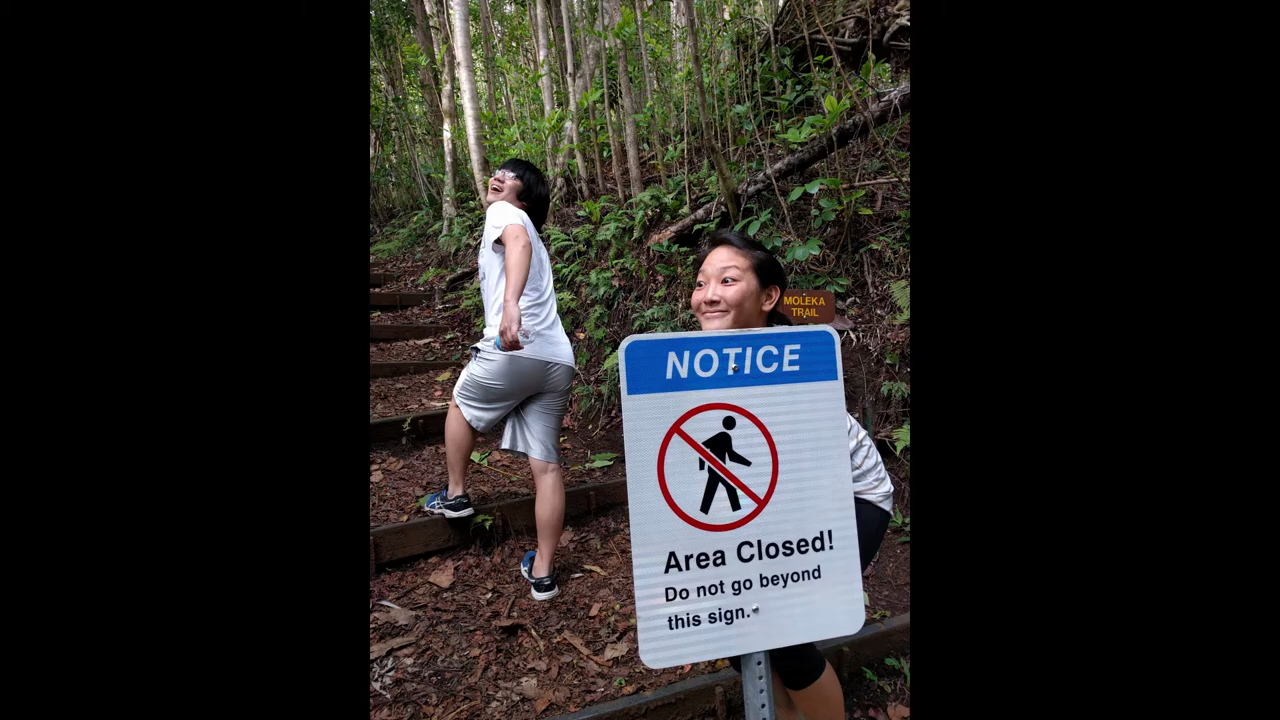 MOLEKA
TRAIL
NOTICE
Area Closed!
Do not go beyond
this sign.